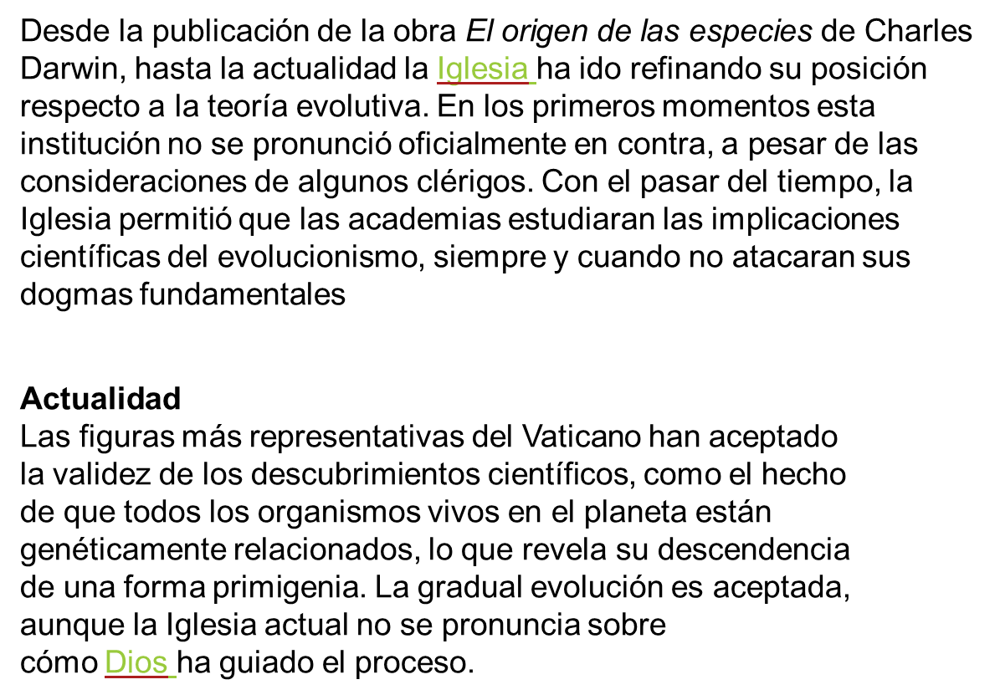 Desde la publicación de la obra El origen de las especies de Charles
Darwin, hasta la actualidad la Iglesia ha ido refinando su posición
respecto a la teoría evolutiva. En los primeros momentos esta
institución no se pronunció oficialmente en contra, a pesar de las
consideraciones de algunos clérigos. Con el pasar del tiempo, la
Iglesia permitió que las academias estudiaran las implicaciones
científicas del evolucionismo, siempre y cuando no atacaran sus
dogmas fundamentales
Actualidad
Las figuras más representativas del Vaticano han aceptado
la validez de los descubrimientos científicos, como el hecho
de que todos los organismos vivos en el planeta están
genéticamente relacionados, lo que revela su descendencia
de una forma primigenia. La gradual evolución es aceptada,
aunque la Iglesia actual no se pronuncia sobre
cómo Dios ha guiado el proceso.